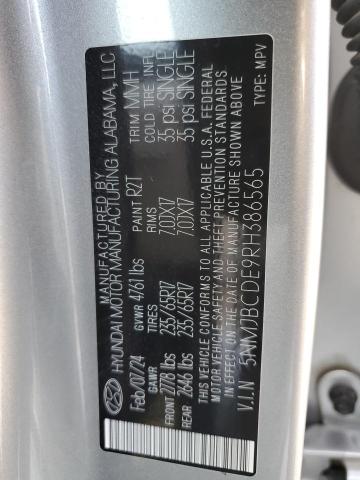 MANUFACTURED BY
HYUNDAI MOTOR MANUFACTURING ALABAMA, LLC.
Feb/07/24 GVWR 4761 lbs PAINT R2T TRIM MMH
GAWR TIRES RIMS COLD TIRE INFL
FRONT 2778 lbs 235/65R17 7.0JX17 35 psi SINGLE
REAR 2646 lbs 235/65R17 7.0JX17 35 psi SINGLE
THIS VEHICLE CONFORMS TO ALL APPLICABLE U.S.A. FEDERAL
MOTOR VEHICLE SAFETY AND THEFT PREVENTION STANDARDS
IN EFFECT ON THE DATE OF MANUFACTURE SHOWN ABOVE
V.I.N 5NMJBCDE9RH386565 TYPE: MPV